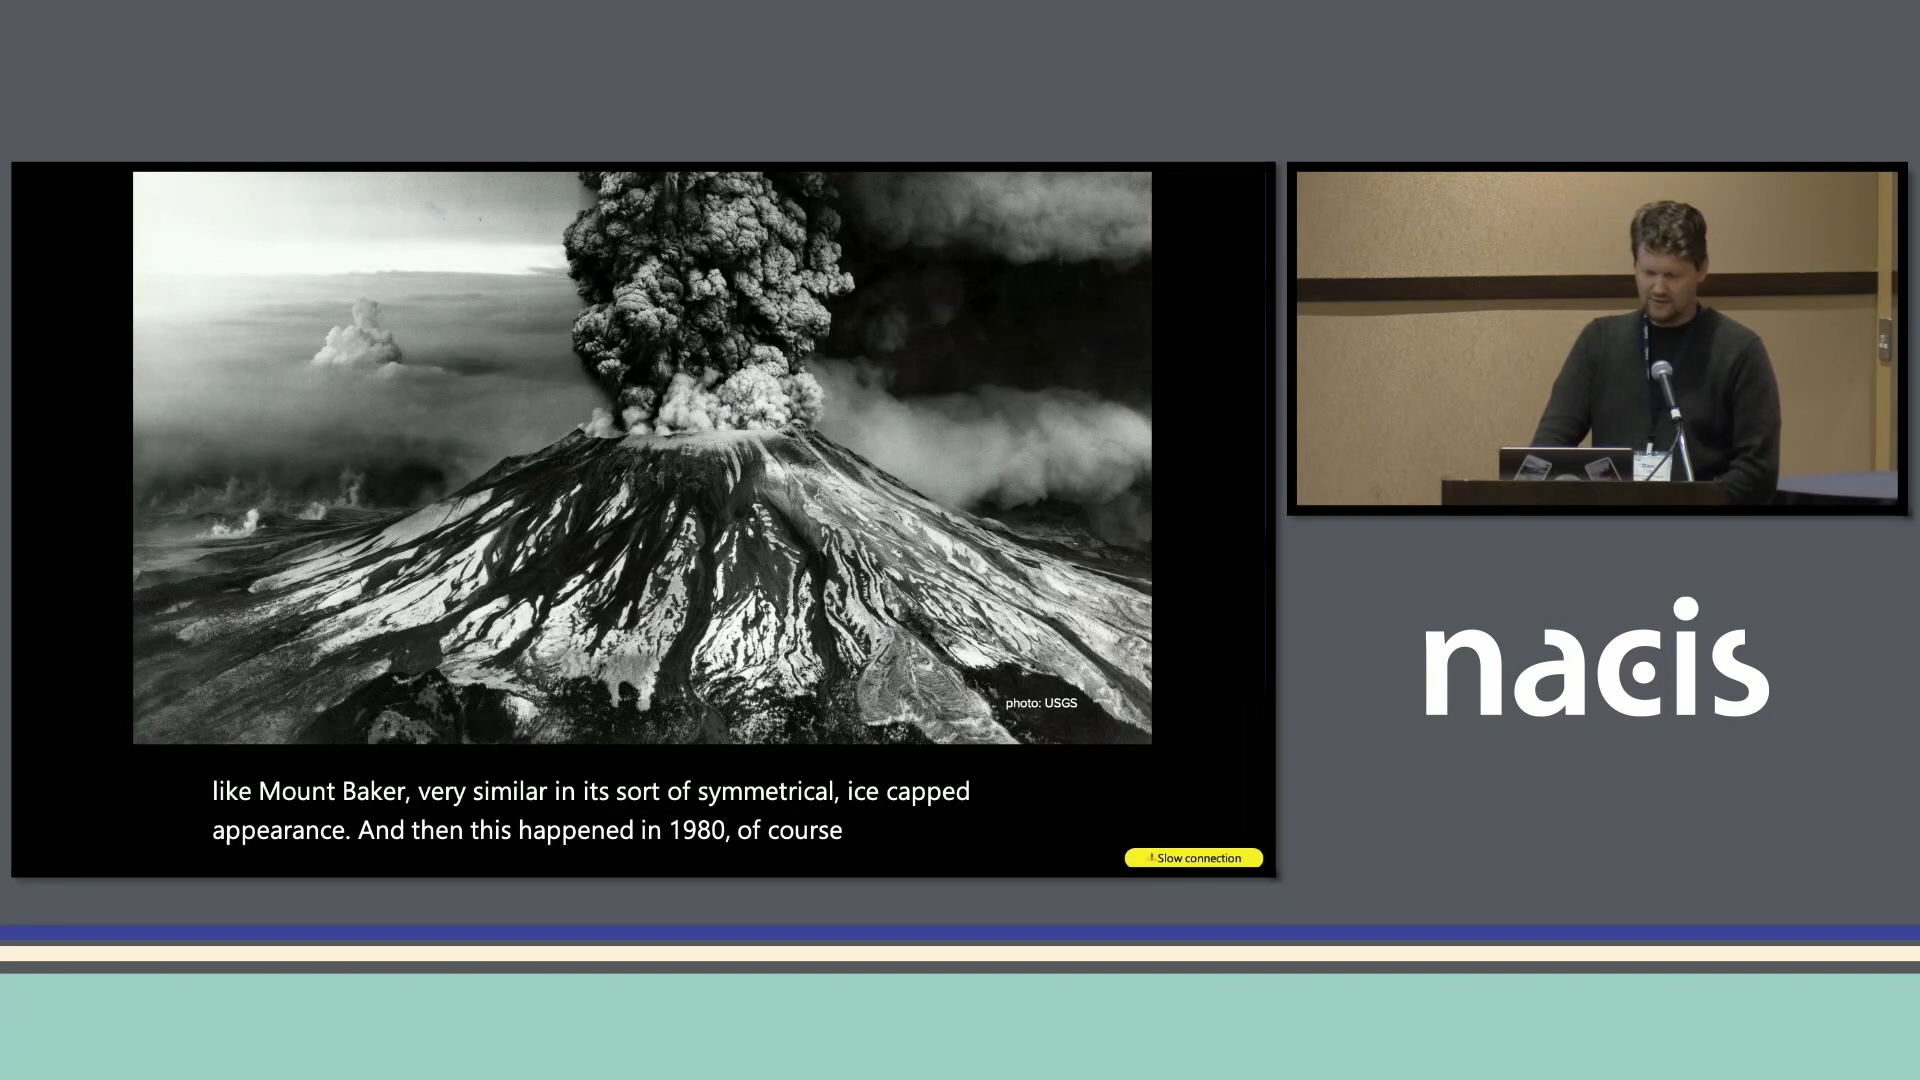 photo: USGS
like Mount Baker, very similar in its sort of symmetrical, ice capped
appearance. And then this happened in 1980, of course
Slow connection
nacis